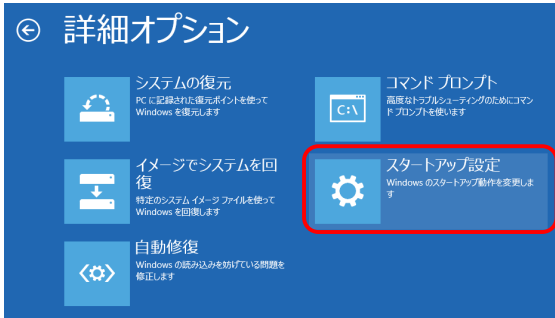 詳細オプション
システムの復元
PC に記録された復元ポイントを使って
Windows を復元します
コマンド プロンプト
高度なトラブルシューティングのためにコマン
ド プロンプトを使います
C:\
イメージでシステムを回
復
特定のシステム イメージ ファイルを使って
Windows を回復します
スタートアップ設定
Windows のスタートアップ動作を変更しま
す
自動修復
Windows の読み込みを妨げている問題を
修正します